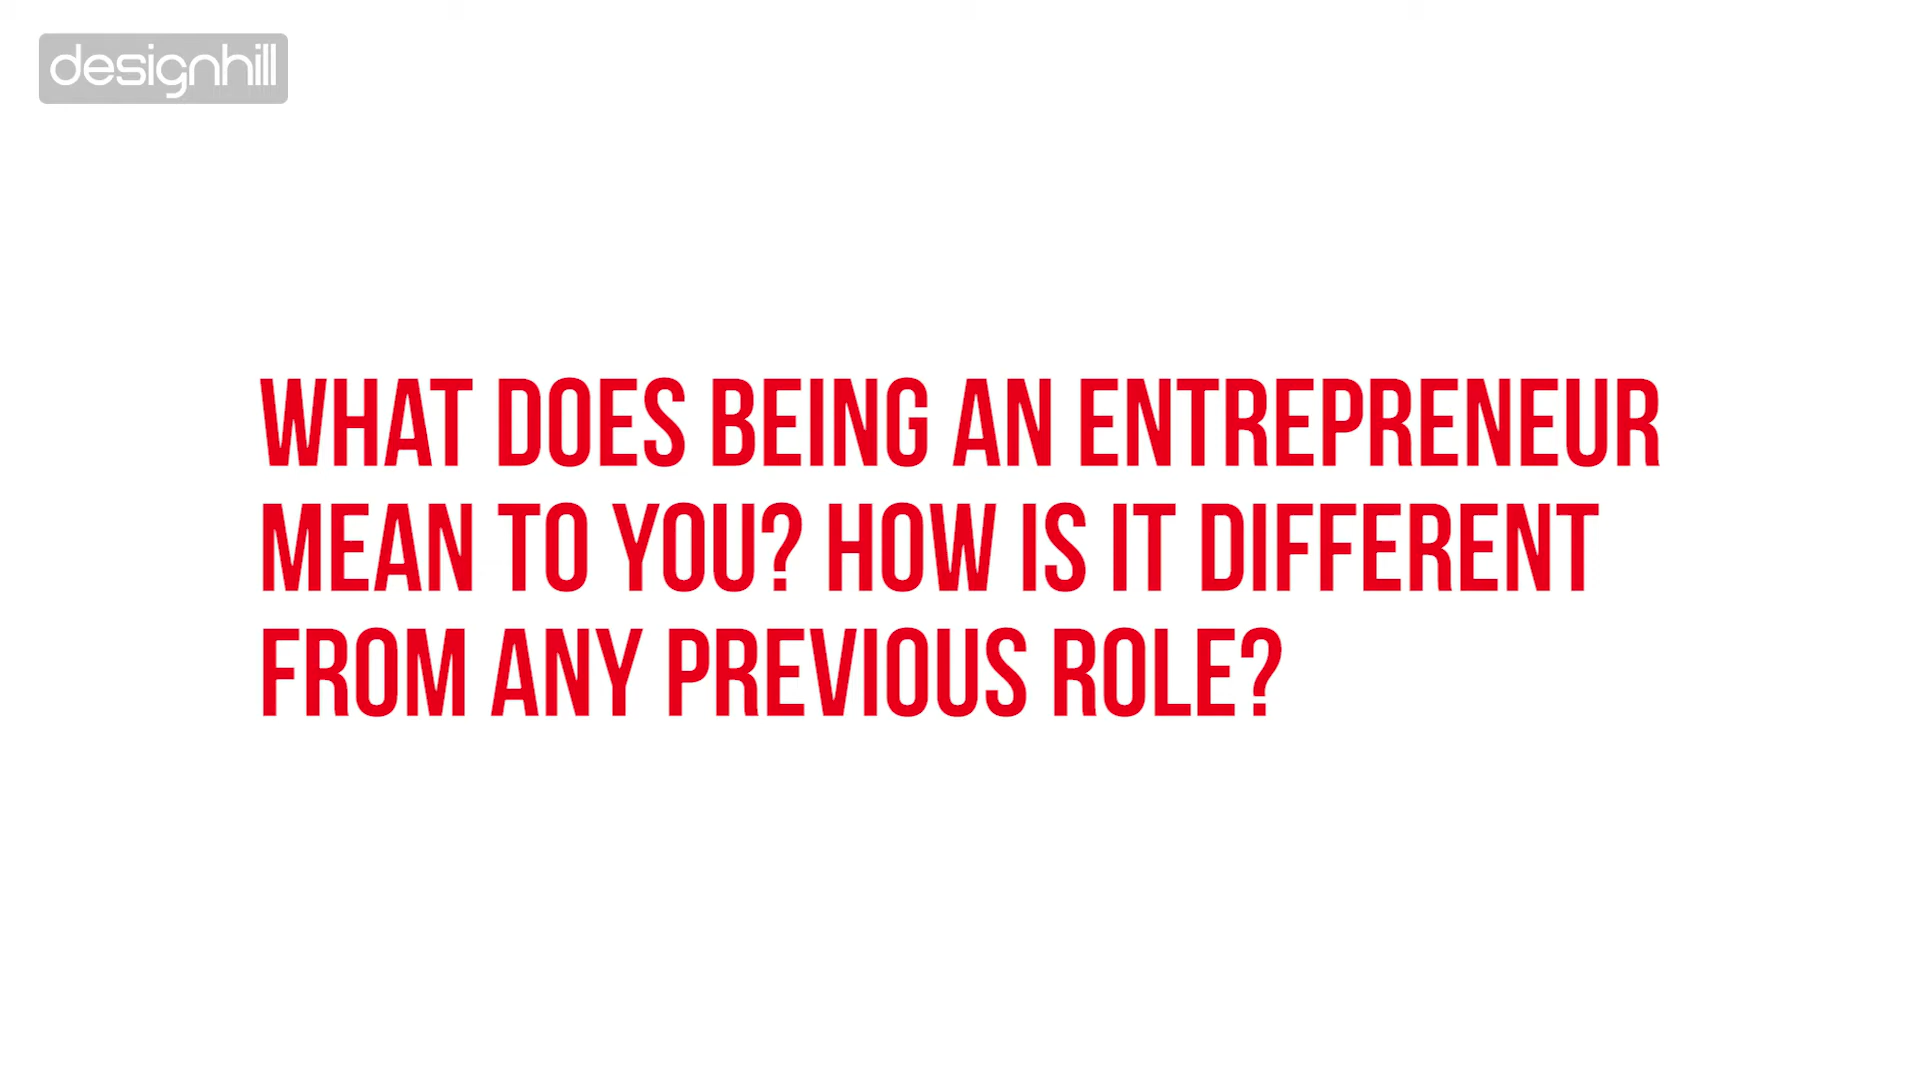 designhill
WHAT DOES BEING AN ENTREPRENEUR
MEAN TO YOU? HOW IS IT DIFFERENT
FROM ANY PREVIOUS ROLE?